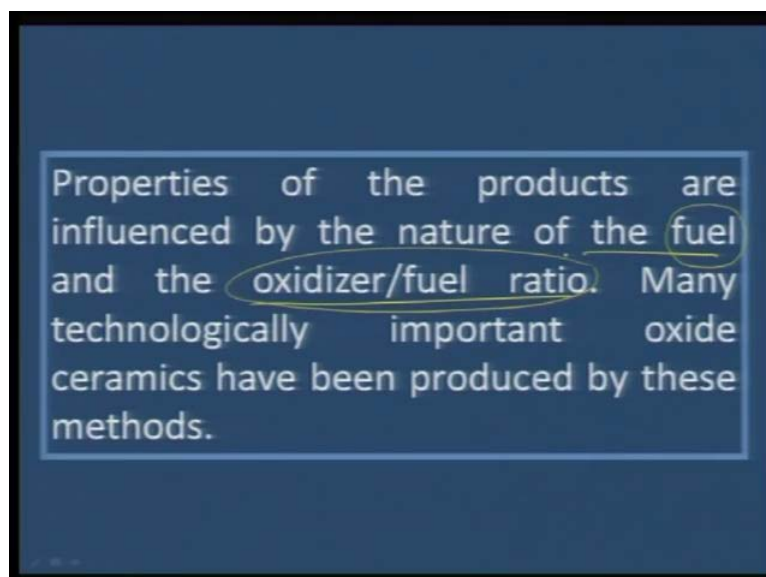 Properties of the products are
influenced by the nature of the fuel
and the oxidizer/fuel ratio. Many
technologically important oxide
ceramics have been produced by these
methods.